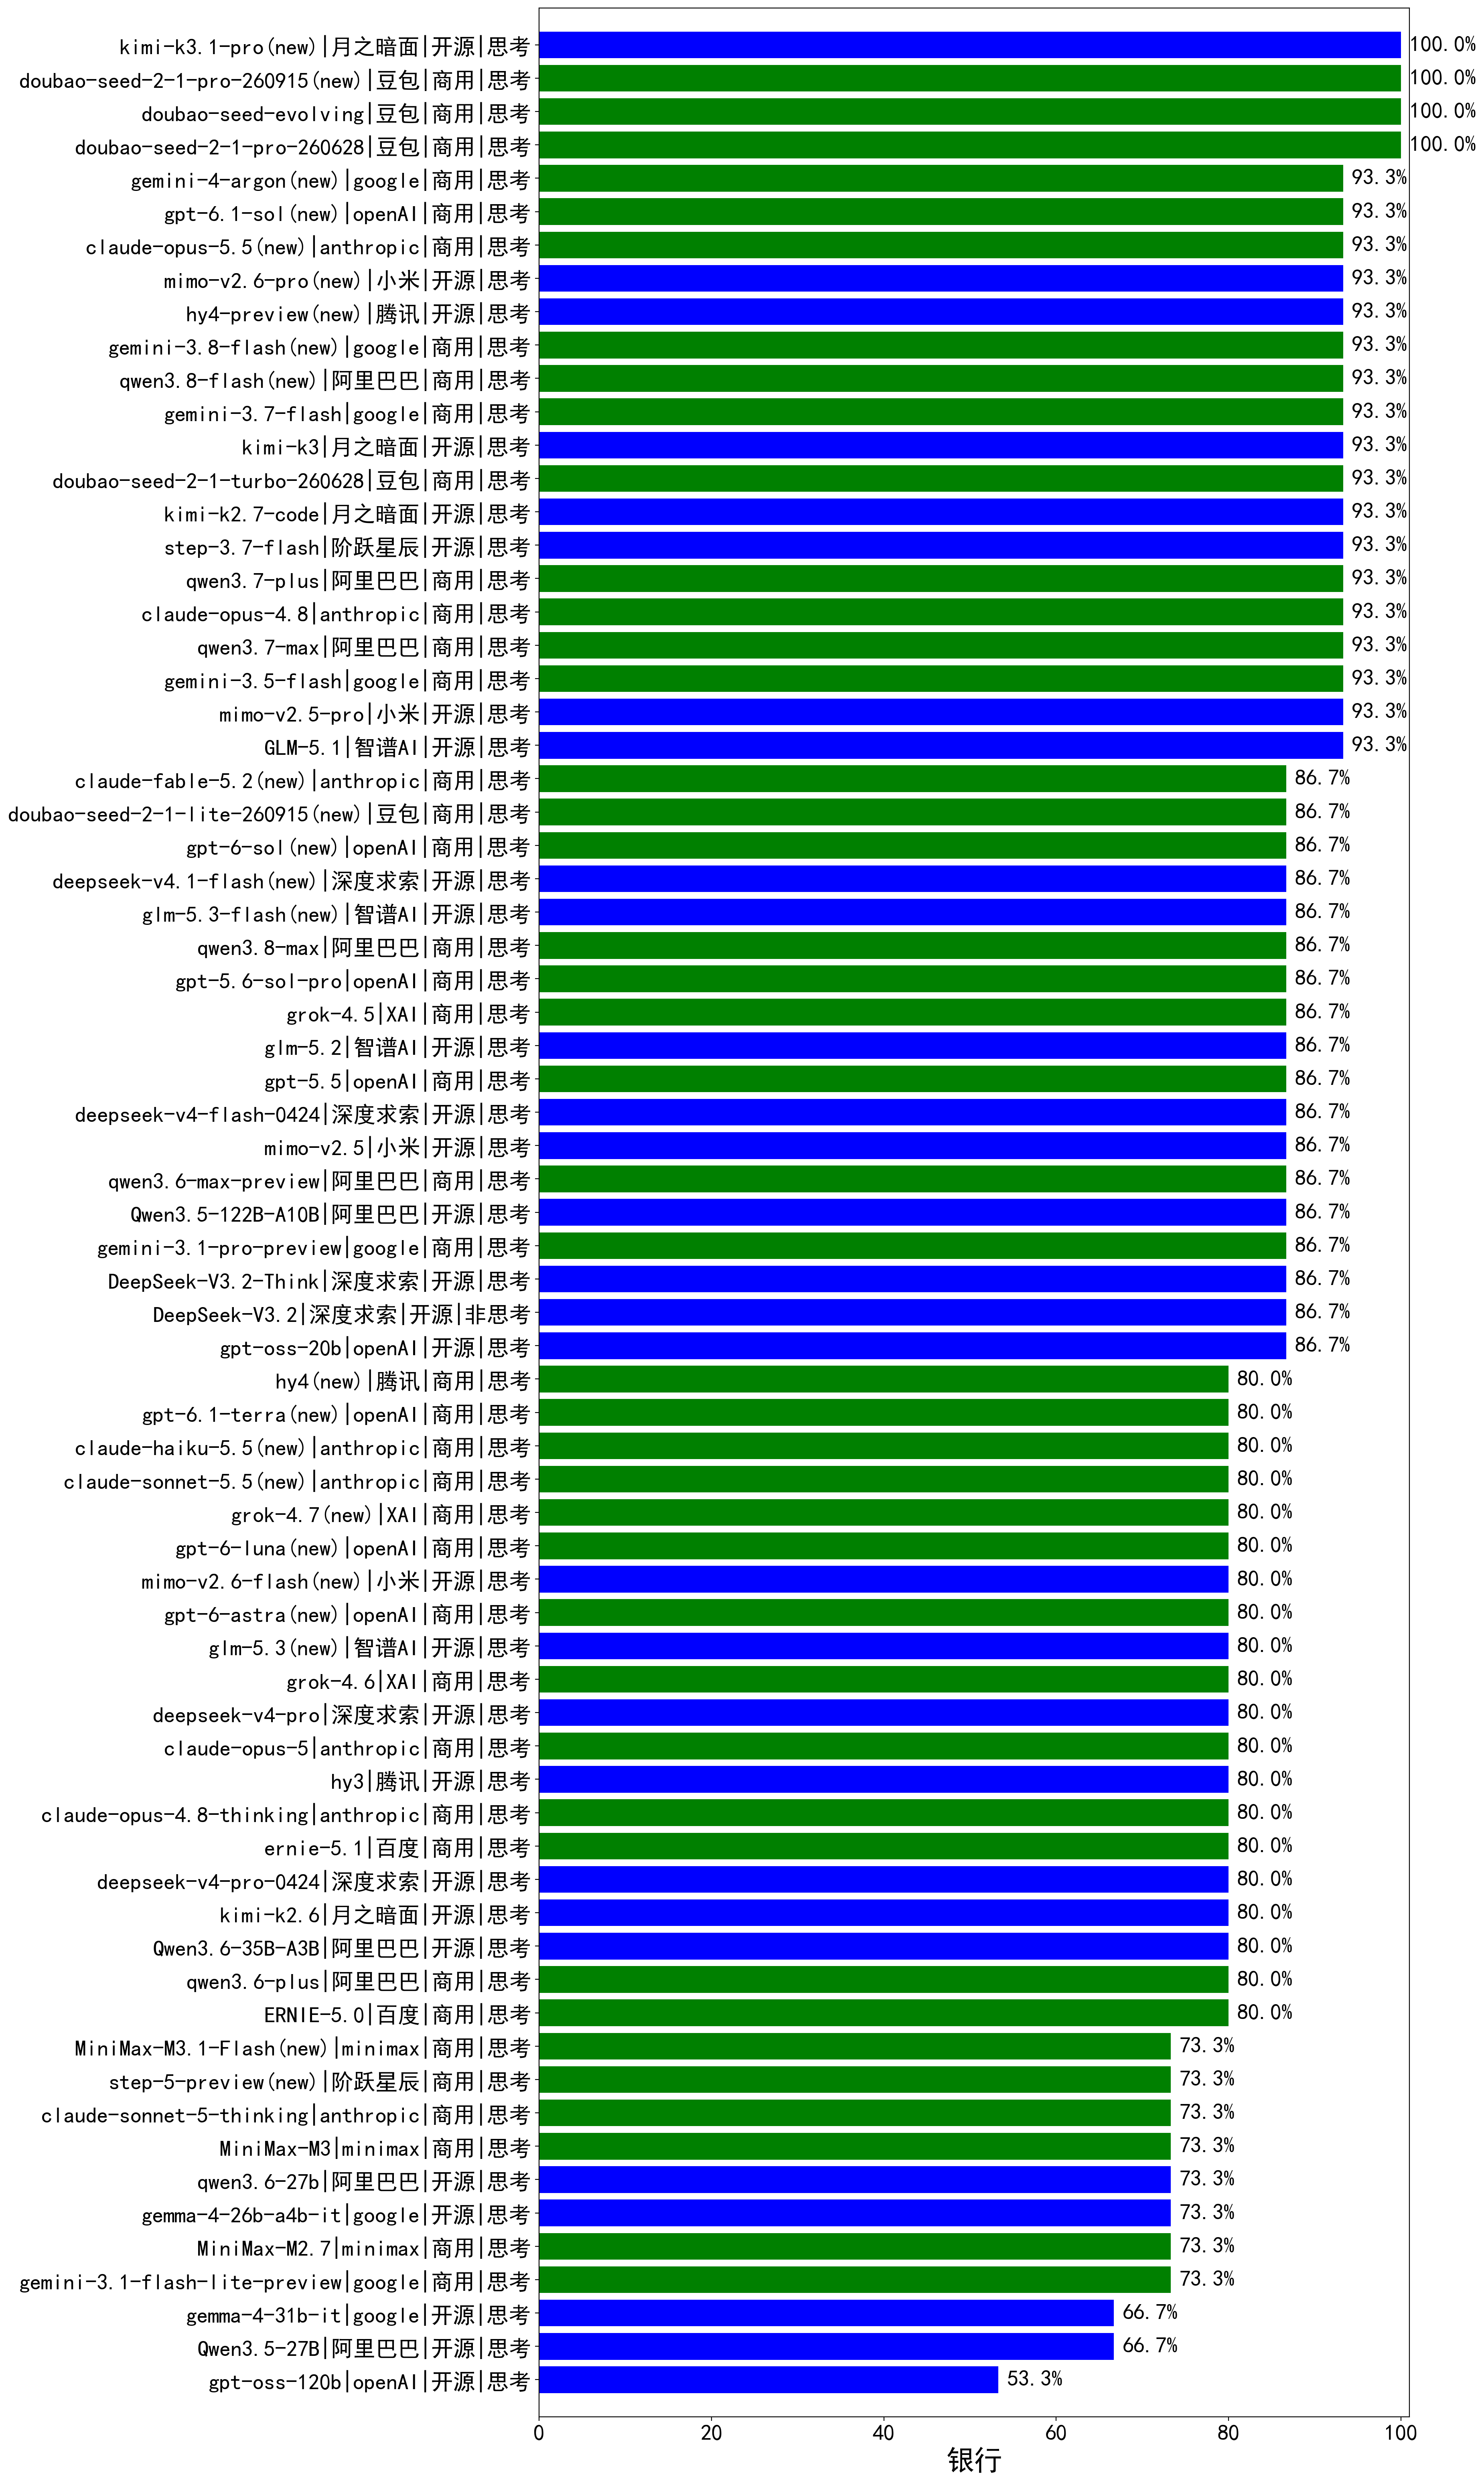 kimi-k3.1-pro(new)|月之暗面|开源|思考 100.0%
doubao-seed-2-1-pro-260915(new)|豆包|商用|思考 100.0%
doubao-seed-evolving|豆包|商用|思考 100.0%
doubao-seed-2-1-pro-260628|豆包|商用|思考 100.0%
gemini-4-argon(new)|google|商用|思考 93.3%
gpt-6.1-sol(new)|openAI|商用|思考 93.3%
claude-opus-5.5(new)|anthropic|商用|思考 93.3%
mimo-v2.6-pro(new)|小米|开源|思考 93.3%
hy4-preview(new)|腾讯|开源|思考 93.3%
gemini-3.8-flash(new)|google|商用|思考 93.3%
qwen3.8-flash(new)|阿里巴巴|商用|思考 93.3%
gemini-3.7-flash|google|商用|思考 93.3%
kimi-k3|月之暗面|开源|思考 93.3%
doubao-seed-2-1-turbo-260628|豆包|商用|思考 93.3%
kimi-k2.7-code|月之暗面|开源|思考 93.3%
step-3.7-flash|阶跃星辰|开源|思考 93.3%
qwen3.7-plus|阿里巴巴|商用|思考 93.3%
claude-opus-4.8|anthropic|商用|思考 93.3%
qwen3.7-max|阿里巴巴|商用|思考 93.3%
gemini-3.5-flash|google|商用|思考 93.3%
mimo-v2.5-pro|小米|开源|思考 93.3%
GLM-5.1|智谱AI|开源|思考 93.3%
claude-fable-5.2(new)|anthropic|商用|思考 86.7%
doubao-seed-2-1-lite-260915(new)|豆包|商用|思考 86.7%
gpt-6-sol(new)|openAI|商用|思考 86.7%
deepseek-v4.1-flash(new)|深度求索|开源|思考 86.7%
glm-5.3-flash(new)|智谱AI|开源|思考 86.7%
qwen3.8-max|阿里巴巴|商用|思考 86.7%
gpt-5.6-sol-pro|openAI|商用|思考 86.7%
grok-4.5|XAI|商用|思考 86.7%
glm-5.2|智谱AI|开源|思考 86.7%
gpt-5.5|openAI|商用|思考 86.7%
deepseek-v4-flash-0424|深度求索|开源|思考 86.7%
mimo-v2.5|小米|开源|思考 86.7%
qwen3.6-max-preview|阿里巴巴|商用|思考 86.7%
Qwen3.5-122B-A10B|阿里巴巴|开源|思考 86.7%
gemini-3.1-pro-preview|google|商用|思考 86.7%
DeepSeek-V3.2-Think|深度求索|开源|思考 86.7%
DeepSeek-V3.2|深度求索|开源|非思考 86.7%
gpt-oss-20b|openAI|开源|思考 86.7%
hy4(new)|腾讯|商用|思考 80.0%
gpt-6.1-terra(new)|openAI|商用|思考 80.0%
claude-haiku-5.5(new)|anthropic|商用|思考 80.0%
claude-sonnet-5.5(new)|anthropic|商用|思考 80.0%
grok-4.7(new)|XAI|商用|思考 80.0%
gpt-6-luna(new)|openAI|商用|思考 80.0%
mimo-v2.6-flash(new)|小米|开源|思考 80.0%
gpt-6-astra(new)|openAI|商用|思考 80.0%
glm-5.3(new)|智谱AI|开源|思考 80.0%
grok-4.6|XAI|商用|思考 80.0%
deepseek-v4-pro|深度求索|开源|思考 80.0%
claude-opus-5|anthropic|商用|思考 80.0%
hy3|腾讯|开源|思考 80.0%
claude-opus-4.8-thinking|anthropic|商用|思考 80.0%
ernie-5.1|百度|商用|思考 80.0%
deepseek-v4-pro-0424|深度求索|开源|思考 80.0%
kimi-k2.6|月之暗面|开源|思考 80.0%
Qwen3.6-35B-A3B|阿里巴巴|开源|思考 80.0%
qwen3.6-plus|阿里巴巴|商用|思考 80.0%
ERNIE-5.0|百度|商用|思考 80.0%
MiniMax-M3.1-Flash(new)|minimax|商用|思考 73.3%
step-5-preview(new)|阶跃星辰|商用|思考 73.3%
claude-sonnet-5-thinking|anthropic|商用|思考 73.3%
MiniMax-M3|minimax|商用|思考 73.3%
qwen3.6-27b|阿里巴巴|开源|思考 73.3%
gemma-4-26b-a4b-it|google|开源|思考 73.3%
MiniMax-M2.7|minimax|商用|思考 73.3%
gemini-3.1-flash-lite-preview|google|商用|思考 73.3%
gemma-4-31b-it|google|开源|思考 66.7%
Qwen3.5-27B|阿里巴巴|开源|思考 66.7%
gpt-oss-120b|openAI|开源|思考 53.3%
0 20 40 60 80 100
银行